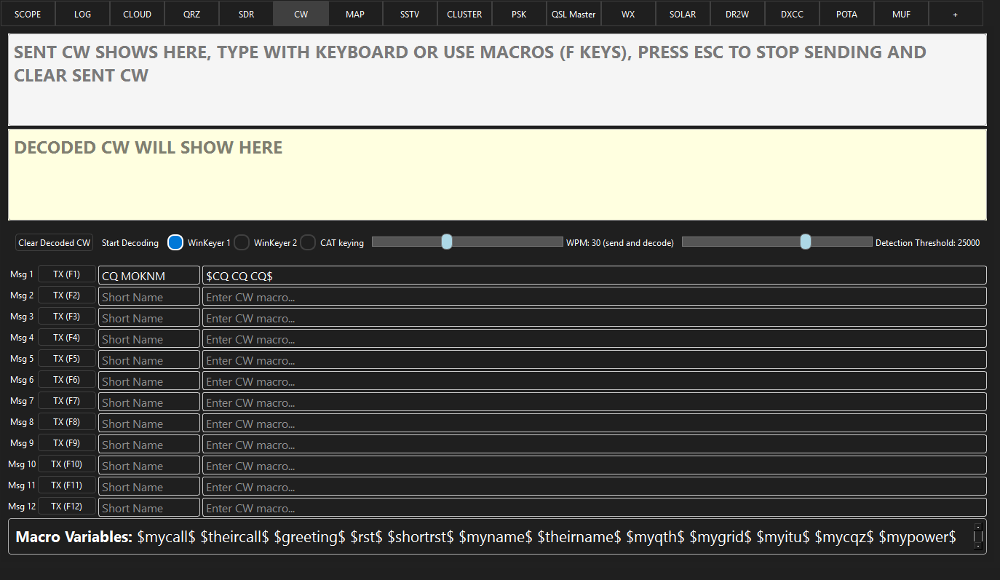 SCOPE LOG CLOUD QRZ SDR CW MAP SSTV CLUSTER PSK QSL Master WX SOLAR DR2W DXCC POTA MUF +
SENT CW SHOWS HERE, TYPE WITH KEYBOARD OR USE MACROS (F KEYS), PRESS ESC TO STOP SENDING AND
CLEAR SENT CW
DECODED CW WILL SHOW HERE
Clear Decoded CW Start Decoding WinKeyer 1 WinKeyer 2 CAT keying WPM: 30 (send and decode) Detection Threshold: 25000
Msg 1 TX (F1) CQ MOKNM $CQ CQ CQ$
Msg 2 TX (F2) Short Name Enter CW macro...
Msg 3 TX (F3) Short Name Enter CW macro...
Msg 4 TX (F4) Short Name Enter CW macro...
Msg 5 TX (F5) Short Name Enter CW macro...
Msg 6 TX (F6) Short Name Enter CW macro...
Msg 7 TX (F7) Short Name Enter CW macro...
Msg 8 TX (F8) Short Name Enter CW macro...
Msg 9 TX (F9) Short Name Enter CW macro...
Msg 10 TX (F10) Short Name Enter CW macro...
Msg 11 TX (F11) Short Name Enter CW macro...
Msg 12 TX (F12) Short Name Enter CW macro...
Macro Variables: $mycall$ $theircall$ $greeting$ $rst$ $shortrst$ $myname$ $theirname$ $myqth$ $mygrid$ $myitu$ $mycqz$ $mypower$